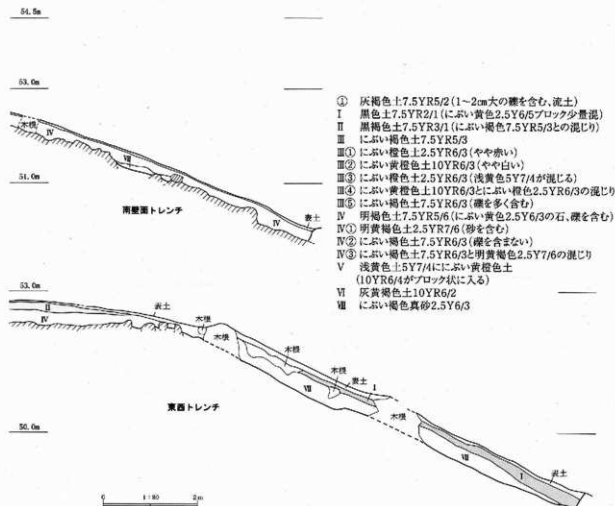 54.5m
53.0m
木根
Ⅳ
Ⅶ
51.0m
表土
南壁面トレンチ
① 灰褐色土7.5YR5/2(1~2cm大の礫を含む、流土)
Ⅰ 黒色土7.5YR2/1(にぶい黄色2.5Y6/5ブロック少量混)
Ⅱ 黒褐色土7.5YR3/1(にぶい褐色7.5YR5/3との混じり)
Ⅲ にぶい褐色土7.5YR5/3
Ⅲ① にぶい橙色土2.5YR6/3(やや赤い)
Ⅲ② にぶい黄橙色土10YR6/3(やや白い)
Ⅲ③ にぶい橙色土2.5YR6/3(浅黄色5Y7/4が混じる)
Ⅲ④ にぶい黄橙色土10YR6/3とにぶい橙色2.5YR6/3の混じり
Ⅲ⑤ にぶい褐色土7.5YR6/3(礫を多く含む)
Ⅳ 明褐色土7.5YR5/6(にぶい黄色2.5Y6/3の石、礫を含む)
Ⅳ① 明黄褐色土2.5YR7/6(砂を含む)
Ⅳ② にぶい褐色土7.5YR6/3(礫を含まない)
Ⅳ③ にぶい褐色土7.5YR6/3と明黄褐色2.5Y7/6の混じり
Ⅴ 浅黄色土5Y7/4ににぶい黄橙色土
(10YR6/4がブロック状に入る)
Ⅵ 灰黄褐色土10YR6/2
Ⅶ にぶい褐色真砂2.5Y6/3
53.0m
Ⅱ
Ⅳ
表土
木根
木根
木根
表土
木根
Ⅰ
Ⅶ
木根
東西トレンチ
50.0m
Ⅶ
Ⅰ
表土
0 1:80 2m